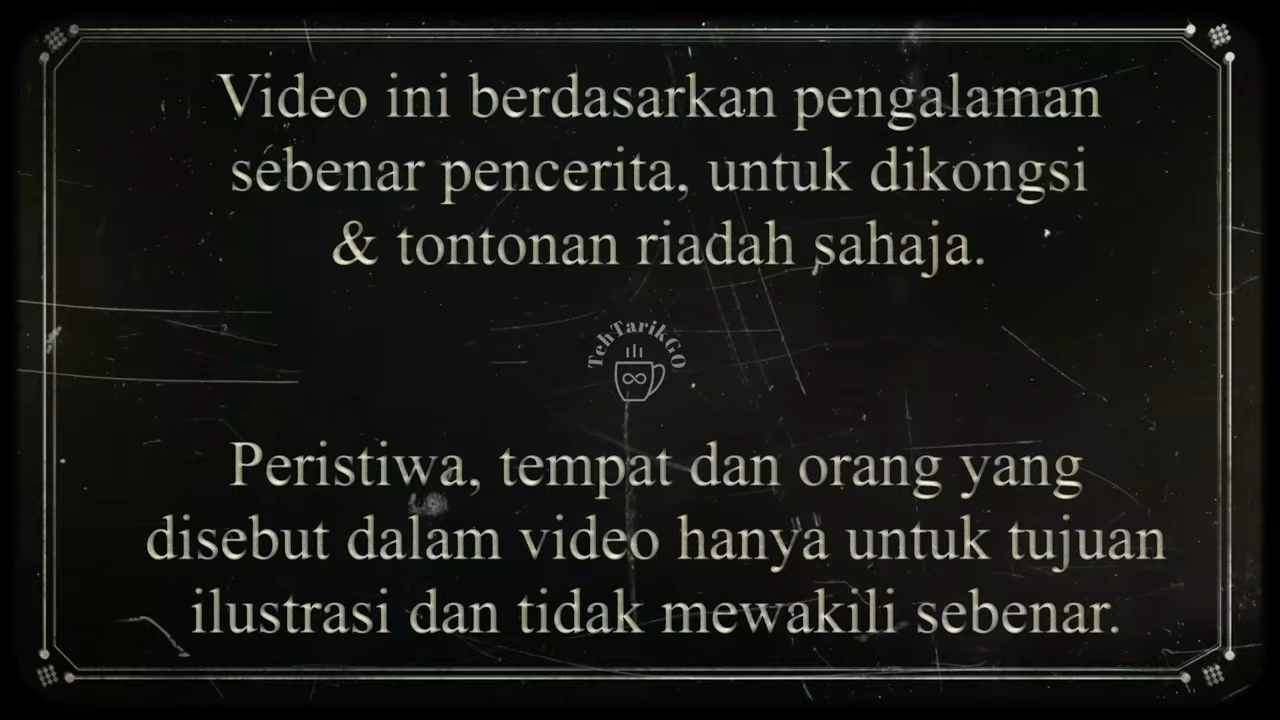 Video ini berdasarkan pengalaman
sebenar pencerita, untuk dikongsi
& tontonan riadah sahaja.
TehTarikGO
Peristiwa, tempat dan orang yang
disebut dalam video hanya untuk tujuan
ilustrasi dan tidak mewakili sebenar.